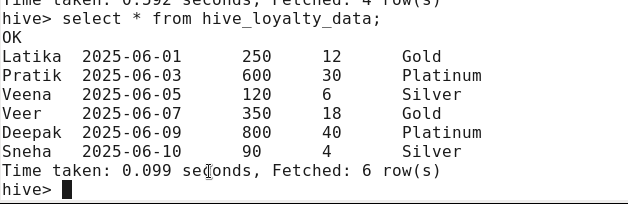 Time taken: 0.592 seconds, Fetched: 4 row(s)
hive> select * from hive_loyalty_data;
OK
Latika 2025-06-01 250 12 Gold
Pratik 2025-06-03 600 30 Platinum
Veena 2025-06-05 120 6 Silver
Veer 2025-06-07 350 18 Gold
Deepak 2025-06-09 800 40 Platinum
Sneha 2025-06-10 90 4 Silver
Time taken: 0.099 seconds, Fetched: 6 row(s)
hive>